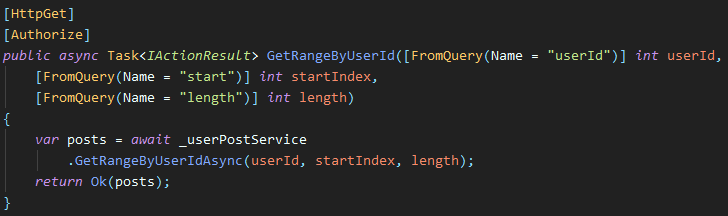 [HttpGet]
[Authorize]
public async Task<IActionResult> GetRangeByUserId([FromQuery(Name = "userId")] int userId,
    [FromQuery(Name = "start")] int startIndex,
    [FromQuery(Name = "length")] int length)
{
    var posts = await _userPostService
        .GetRangeByUserIdAsync(userId, startIndex, length);
    return Ok(posts);
}